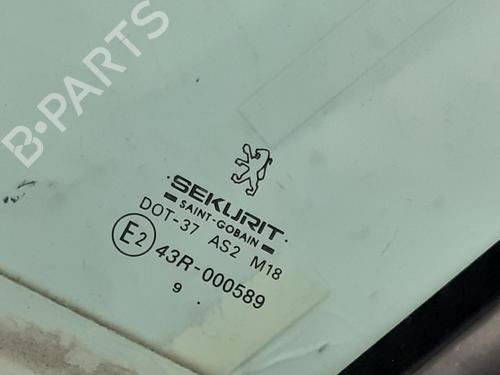 B-PARTS
SEKURIT
SAINT-GOBAIN
DOT-37 AS2 M18
E2 43R-000589
9